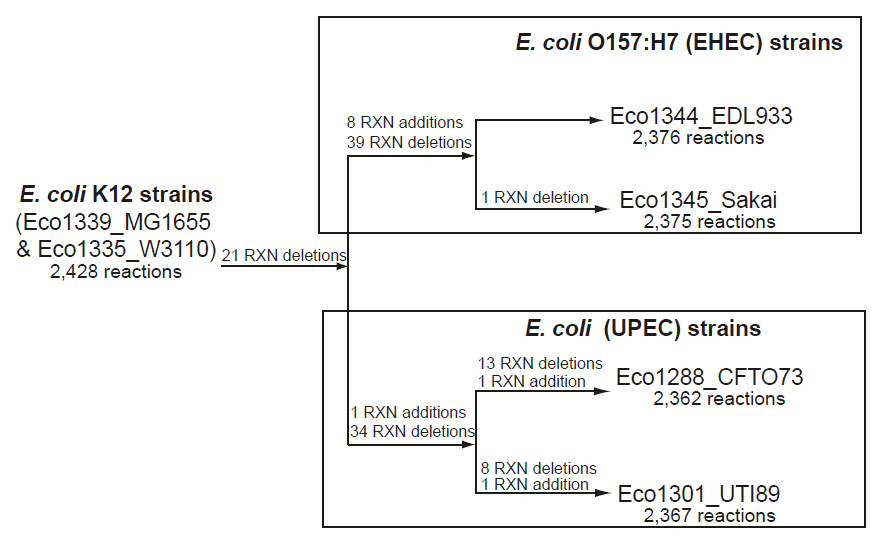 E. coli O157:H7 (EHEC) strains
8 RXN additions
39 RXN deletions
Eco1344_EDL933
2,376 reactions
1 RXN deletion
Eco1345_Sakai
2,375 reactions
E. coli K12 strains
(Eco1339_MG1655
& Eco1335_W3110)
2,428 reactions
21 RXN deletions
E. coli (UPEC) strains
13 RXN deletions
1 RXN addition
Eco1288_CFTO73
2,362 reactions
1 RXN additions
34 RXN deletions
8 RXN deletions
1 RXN addition
Eco1301_UTI89
2,367 reactions